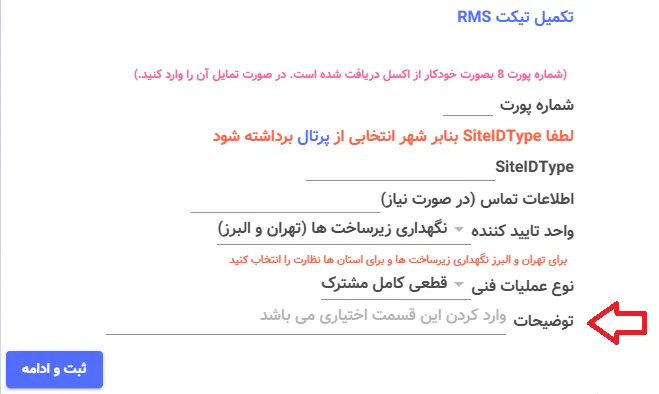 تکمیل تیکت RMS
(شماره پورت 8 بصورت خودکار از اکسل دریافت شده است. در صورت تمایل آن را وارد کنید.)
شماره پورت
لطفا SiteIDType بنابر شهر انتخابی از پرتال برداشته شود
SiteIDType
اطلاعات تماس (در صورت نیاز)
واحد تایید کننده نگهداری زیرساخت ها (تهران و البرز)
برای تهران و البرز نگهداری زیرساخت ها و برای استان ها نظارت را انتخاب کنید
نوع عملیات فنی قطعی کامل مشترک
توضیحات وارد کردن این قسمت اختیاری می باشد
ثبت و ادامه